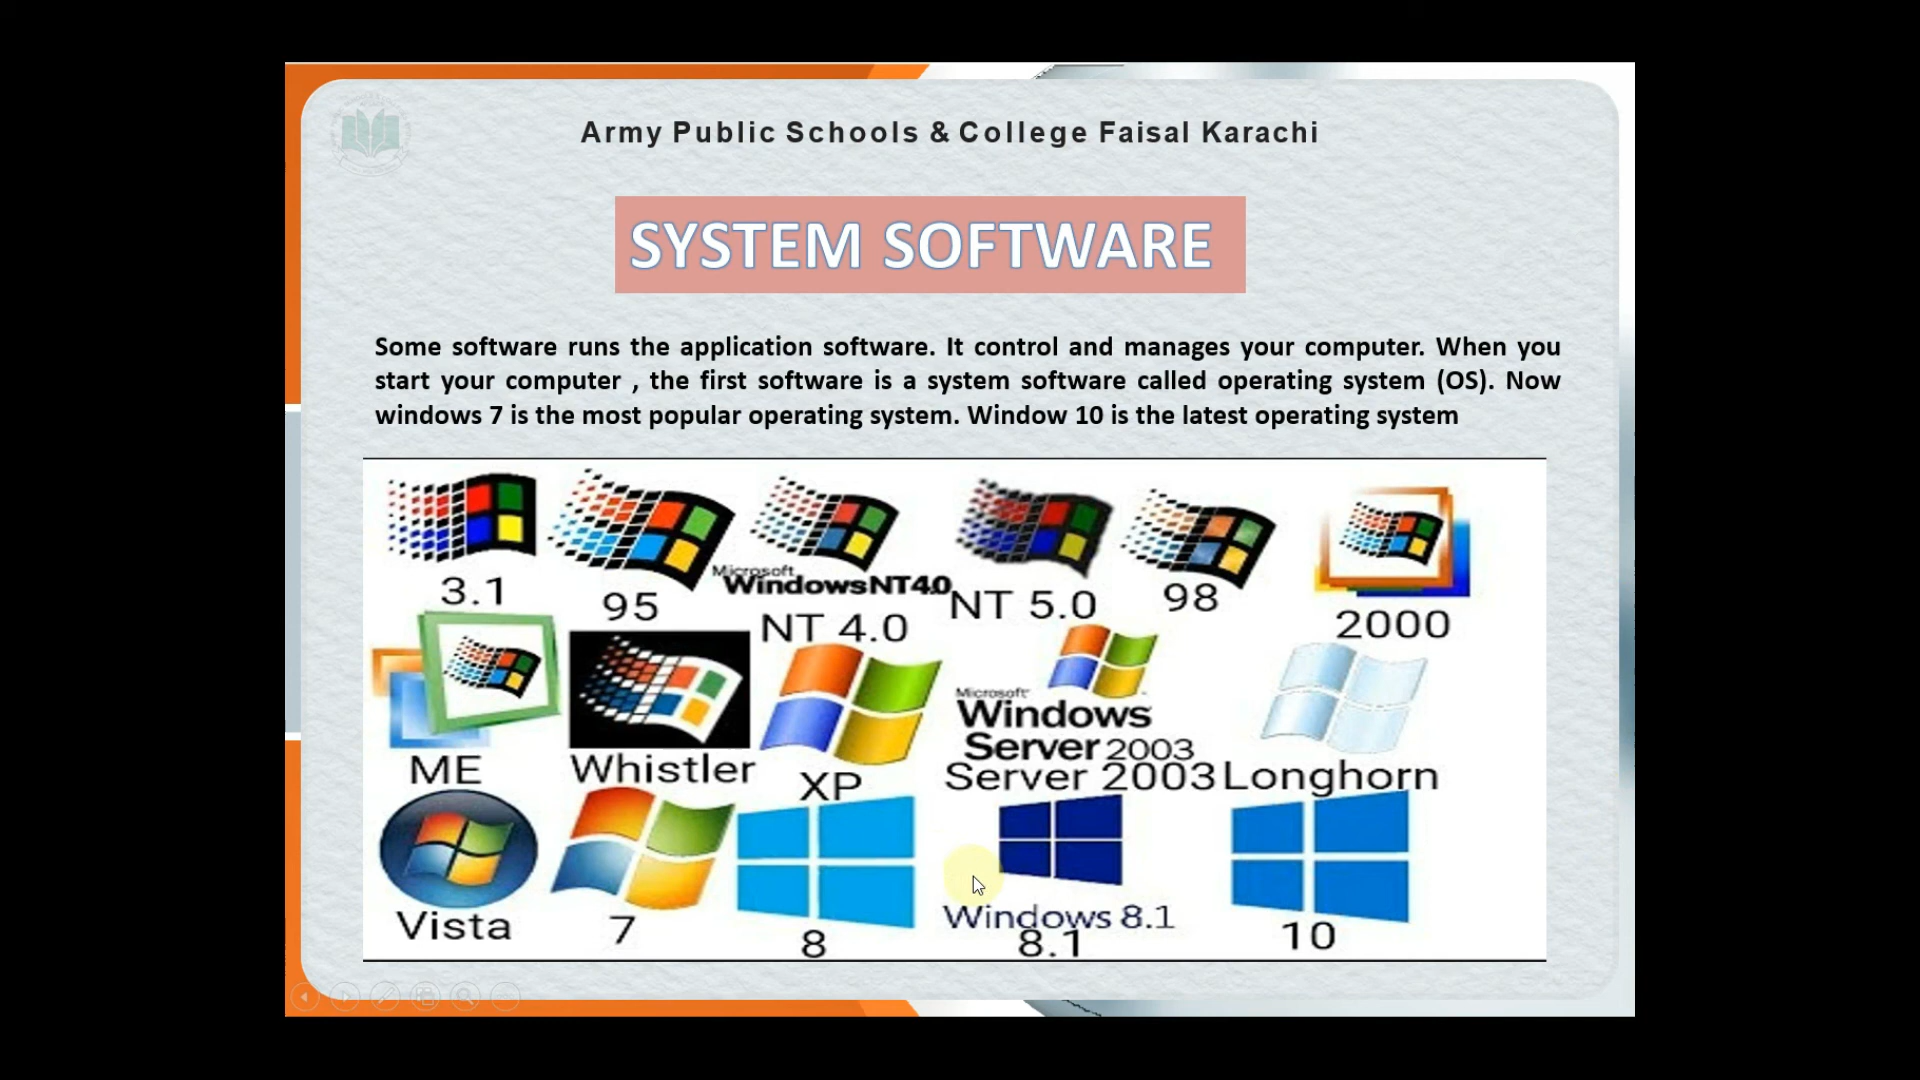 Army Public Schools & College Faisal Karachi
SYSTEM SOFTWARE
Some software runs the application software. It control and manages your computer. When you
start your computer , the first software is a system software called operating system (OS). Now
windows 7 is the most popular operating system. Window 10 is the latest operating system
3.1
95
Microsoft
WindowsNT4.0
NT 4.0
NT 5.0
98
2000
ME
Whistler
XP
Microsoft
Windows
Server 2003
Server 2003
Longhorn
Vista
7
8
Windows 8.1
8.1
10